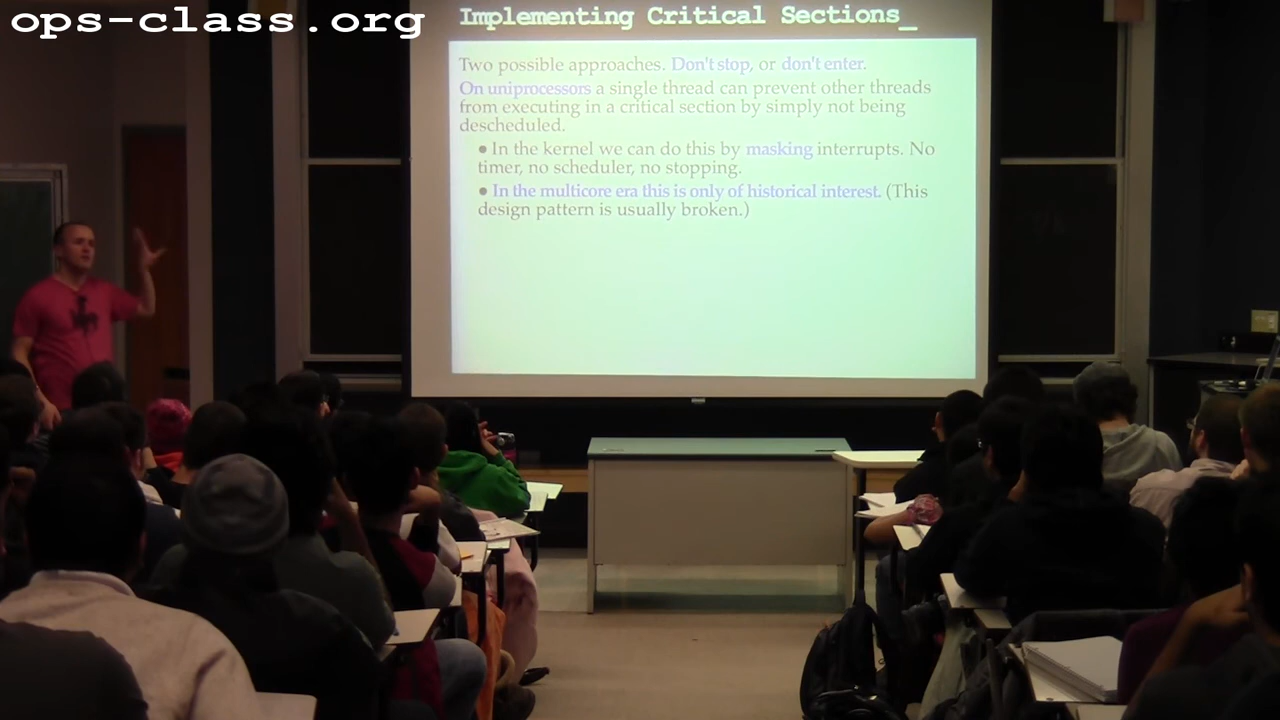 ops-class.org
Implementing Critical Sections_
Two possible approaches. Don't stop, or don't enter.
On uniprocessors a single thread can prevent other threads
from executing in a critical section by simply not being
descheduled.
● In the kernel we can do this by masking interrupts. No
timer, no scheduler, no stopping.
● In the multicore era this is only of historical interest. (This
design pattern is usually broken.)